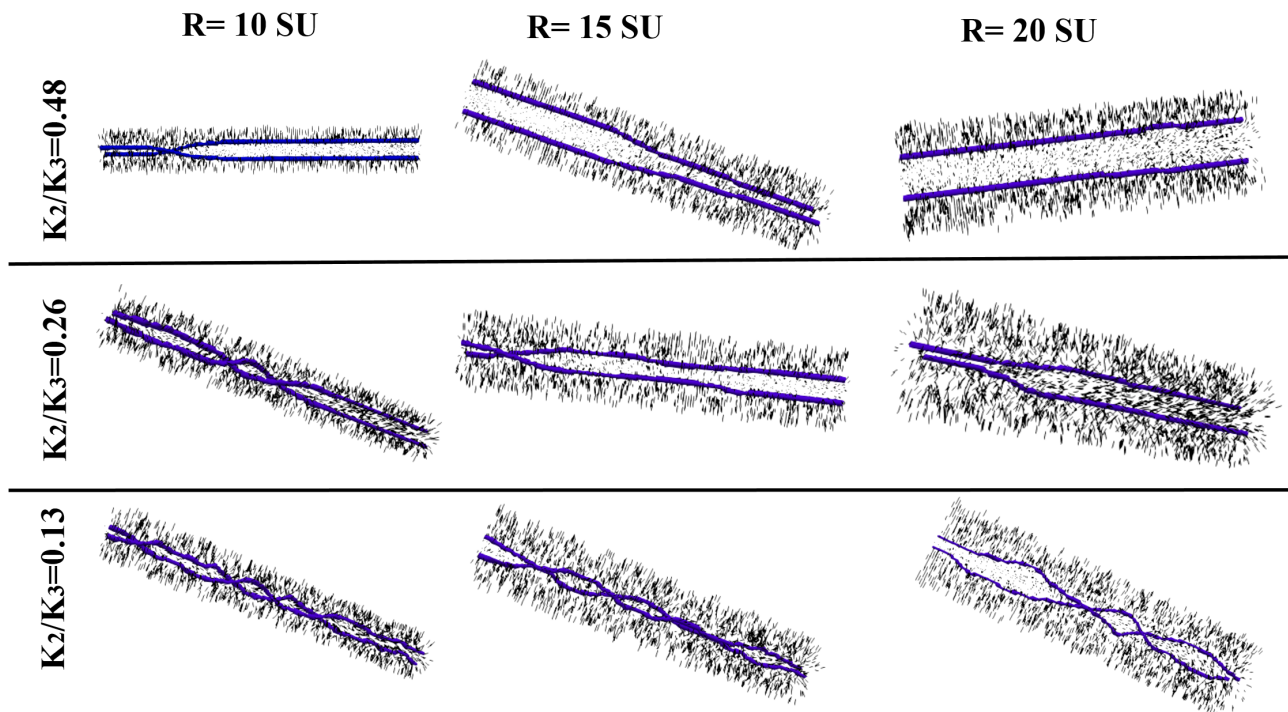 R= 10 SU
R= 15 SU
R= 20 SU
K₂/K₃=0.48
K₂/K₃=0.26
K₂/K₃=0.13